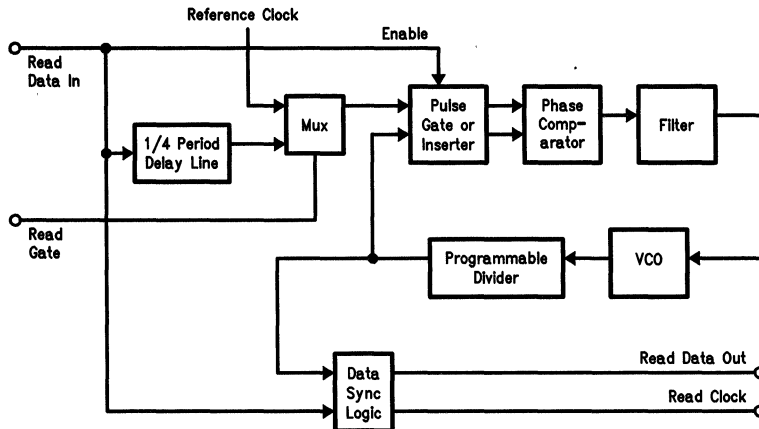 Reference Clock
Enable
Read
Data In
1/4 Period
Delay Line
Mux
Pulse
Gate or
Inserter
Phase
Comp-
arator
Filter
Read
Gate
Programmable
Divider
VCO
Data
Sync
Logic
Read Data Out
Read Clock